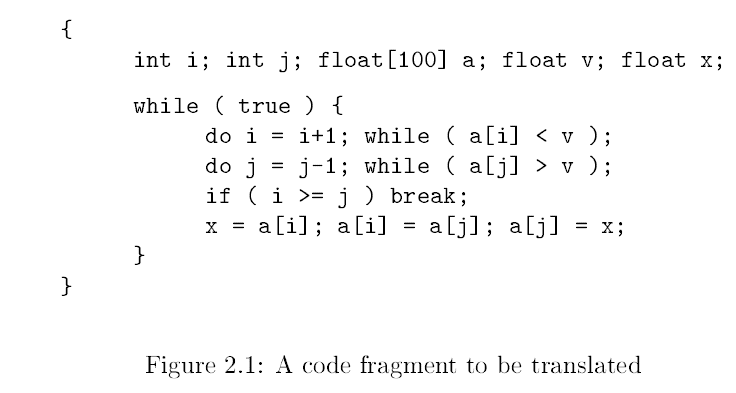 {
int i; int j; float[100] a; float v; float x;
while ( true ) {
do i = i+1; while ( a[i] < v );
do j = j-1; while ( a[j] > v );
if ( i >= j ) break;
x = a[i]; a[i] = a[j]; a[j] = x;
}
}
Figure 2.1: A code fragment to be translated